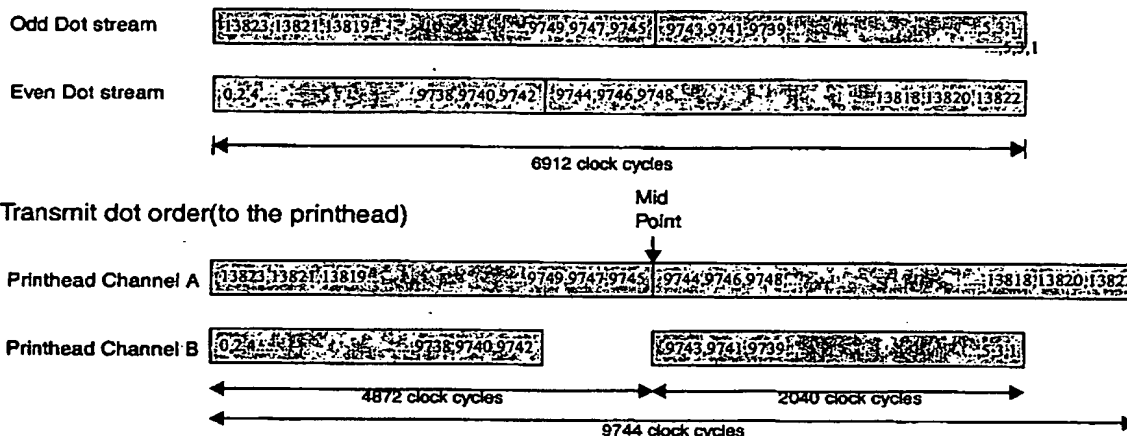 Odd Dot stream 13823,13821,13819 9749,9747,9745 9743,9741,9739 5,3,1
...,5,3,1
Even Dot stream 0,2,4 9738,9740,9742 9744,9746,9748 13818,13820,13822
6912 clock cycles
Mid
Point
Transmit dot order(to the printhead)
Printhead Channel A 13823,13821,13819 9749,9747,9745 9744,9746,9748 13818,13820,1382
Printhead Channel B 0,2,4 9738,9740,9742 9743,9741,9739 5,3,1
4872 clock cycles 2040 clock cycles
9744 clock cycles